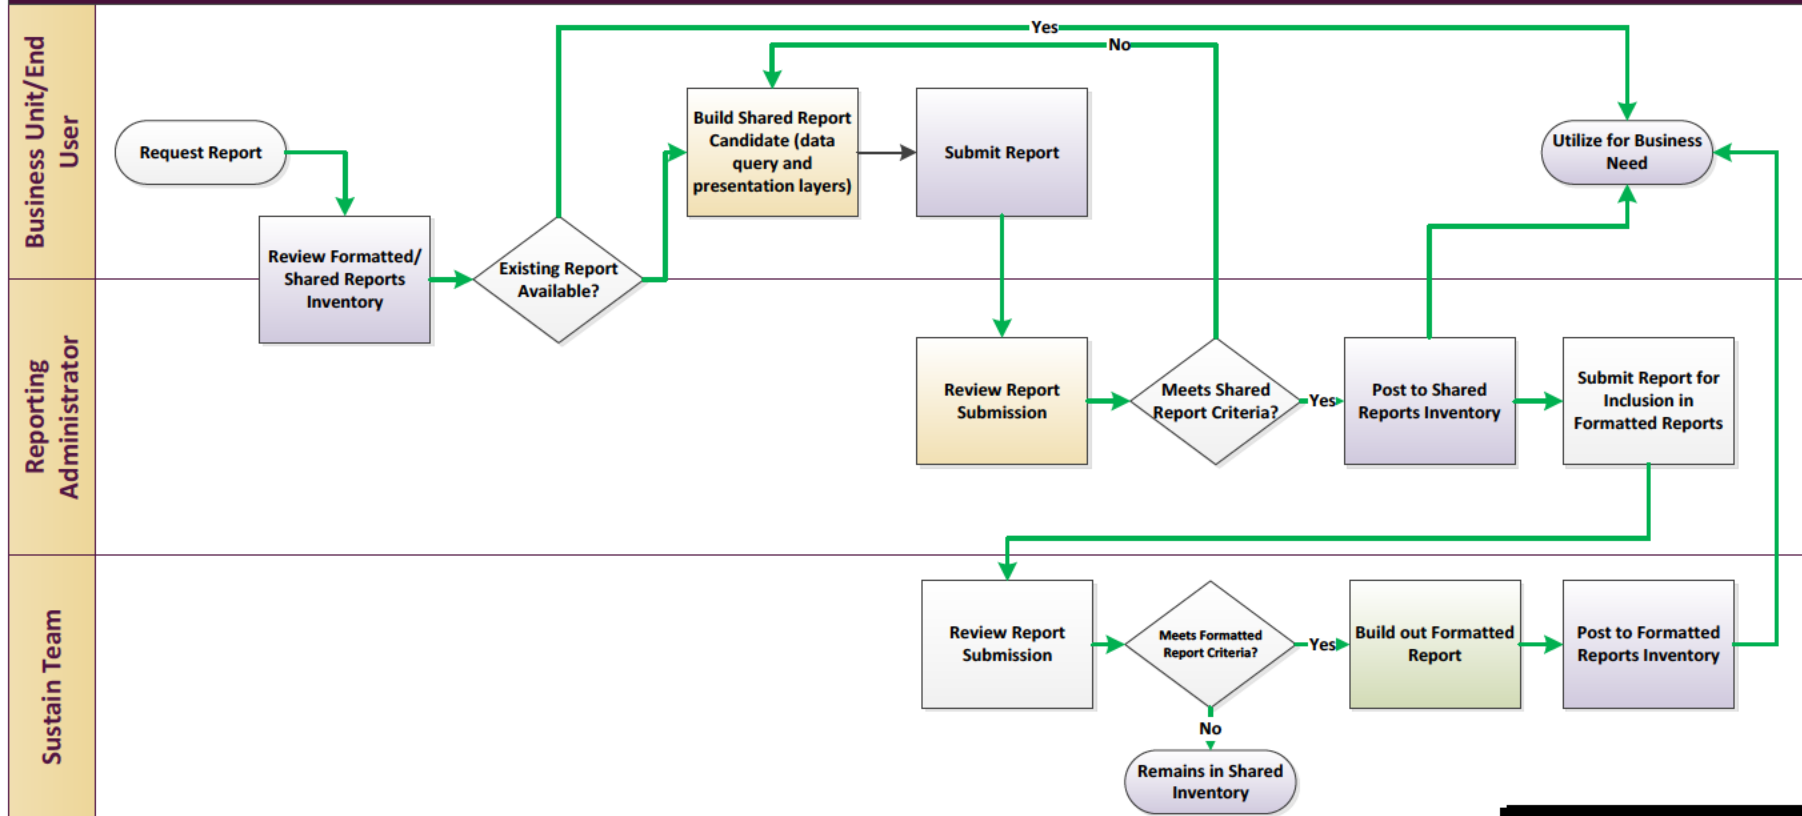 Business Unit/End
User
Yes
No
Request Report
Build Shared Report
Candidate (data
query and
presentation layers)
Submit Report
Utilize for Business
Need
Review Formatted/
Shared Reports
Inventory
Existing Report
Available?
Reporting
Administrator
Review Report
Submission
Meets Shared
Report Criteria?
Yes
Post to Shared
Reports Inventory
Submit Report for
Inclusion in
Formatted Reports
Sustain Team
Review Report
Submission
Meets Formatted
Report Criteria?
Yes
Build out Formatted
Report
Post to Formatted
Reports Inventory
No
Remains in Shared
Inventory